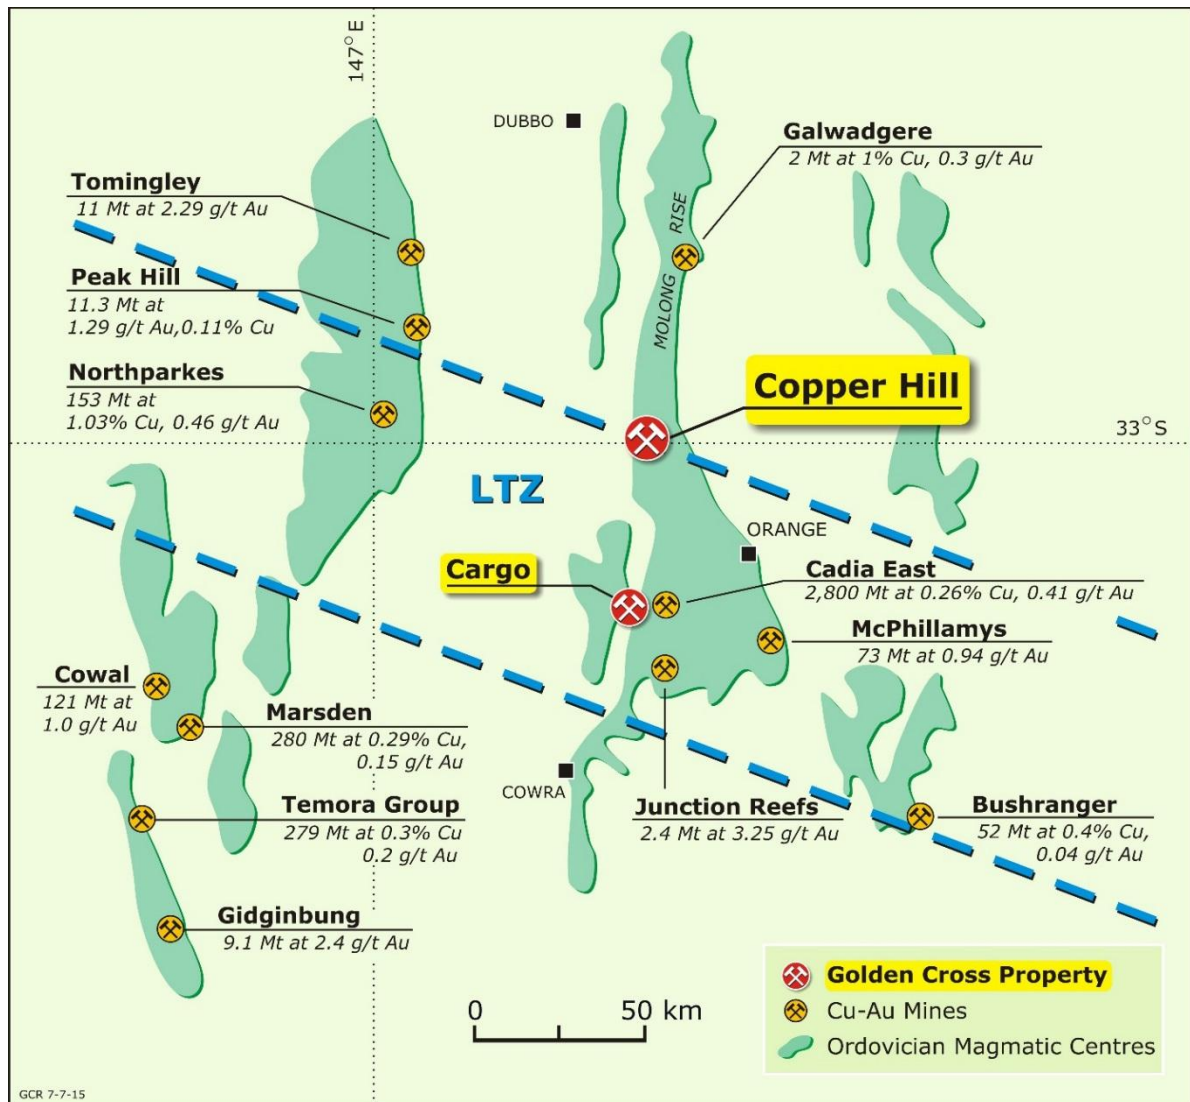 147°E
DUBBO
Galwadgere
2 Mt at 1% Cu, 0.3 g/t Au
Tomingley
11 Mt at 2.29 g/t Au
MOLONG RISE
Peak Hill
11.3 Mt at
1.29 g/t Au,0.11% Cu
Northparkes
153 Mt at
1.03% Cu, 0.46 g/t Au
Copper Hill
33°S
LTZ
ORANGE
Cargo
Cadia East
2,800 Mt at 0.26% Cu, 0.41 g/t Au
McPhillamys
73 Mt at 0.94 g/t Au
Cowal
121 Mt at
1.0 g/t Au
Marsden
280 Mt at 0.29% Cu,
0.15 g/t Au
COWRA
Temora Group
279 Mt at 0.3% Cu
0.2 g/t Au
Junction Reefs
2.4 Mt at 3.25 g/t Au
Bushranger
52 Mt at 0.4% Cu,
0.04 g/t Au
Gidginbung
9.1 Mt at 2.4 g/t Au
0 50 km
Golden Cross Property
Cu-Au Mines
Ordovician Magmatic Centres
GCR 7-7-15